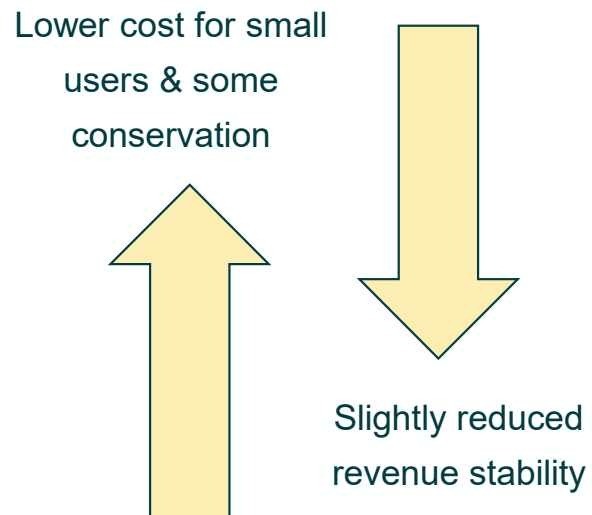 Lower cost for small
users & some
conservation
Slightly reduced
revenue stability